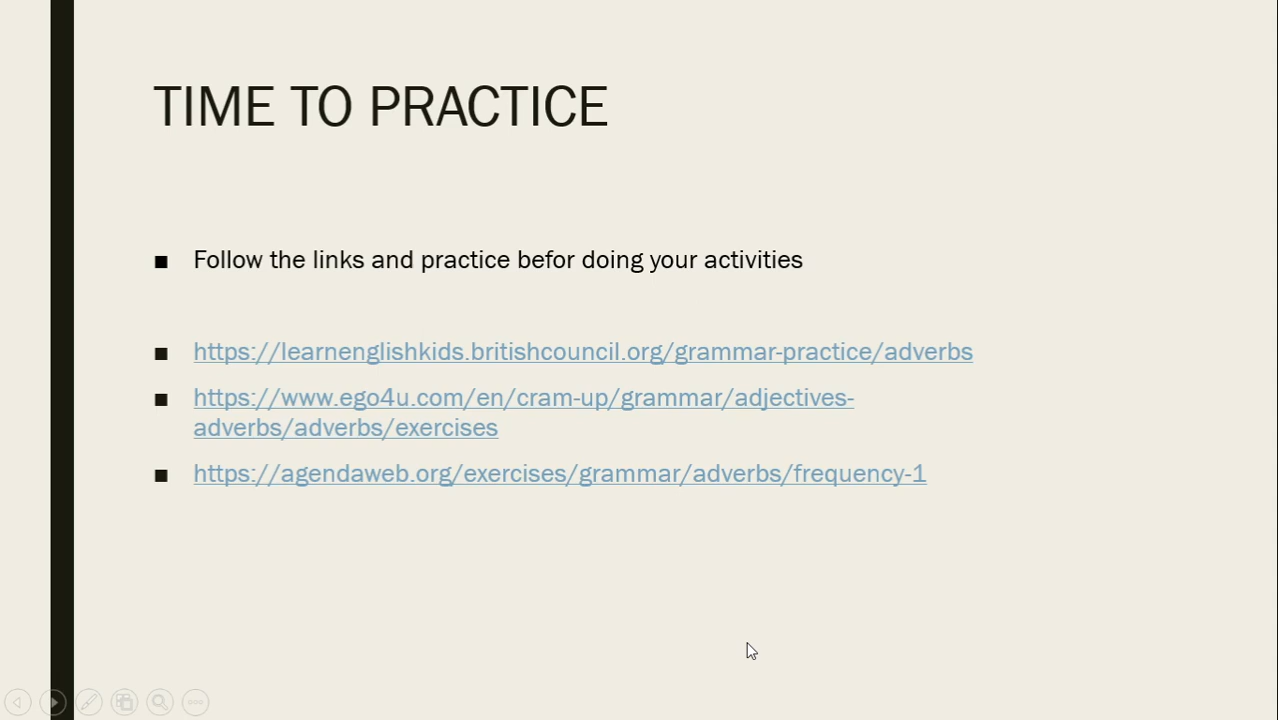 TIME TO PRACTICE
Follow the links and practice befor doing your activities
https://learnenglishkids.britishcouncil.org/grammar-practice/adverbs
https://www.ego4u.com/en/cram-up/grammar/adjectives-
adverbs/adverbs/exercises
https://agendaweb.org/exercises/grammar/adverbs/frequency-1